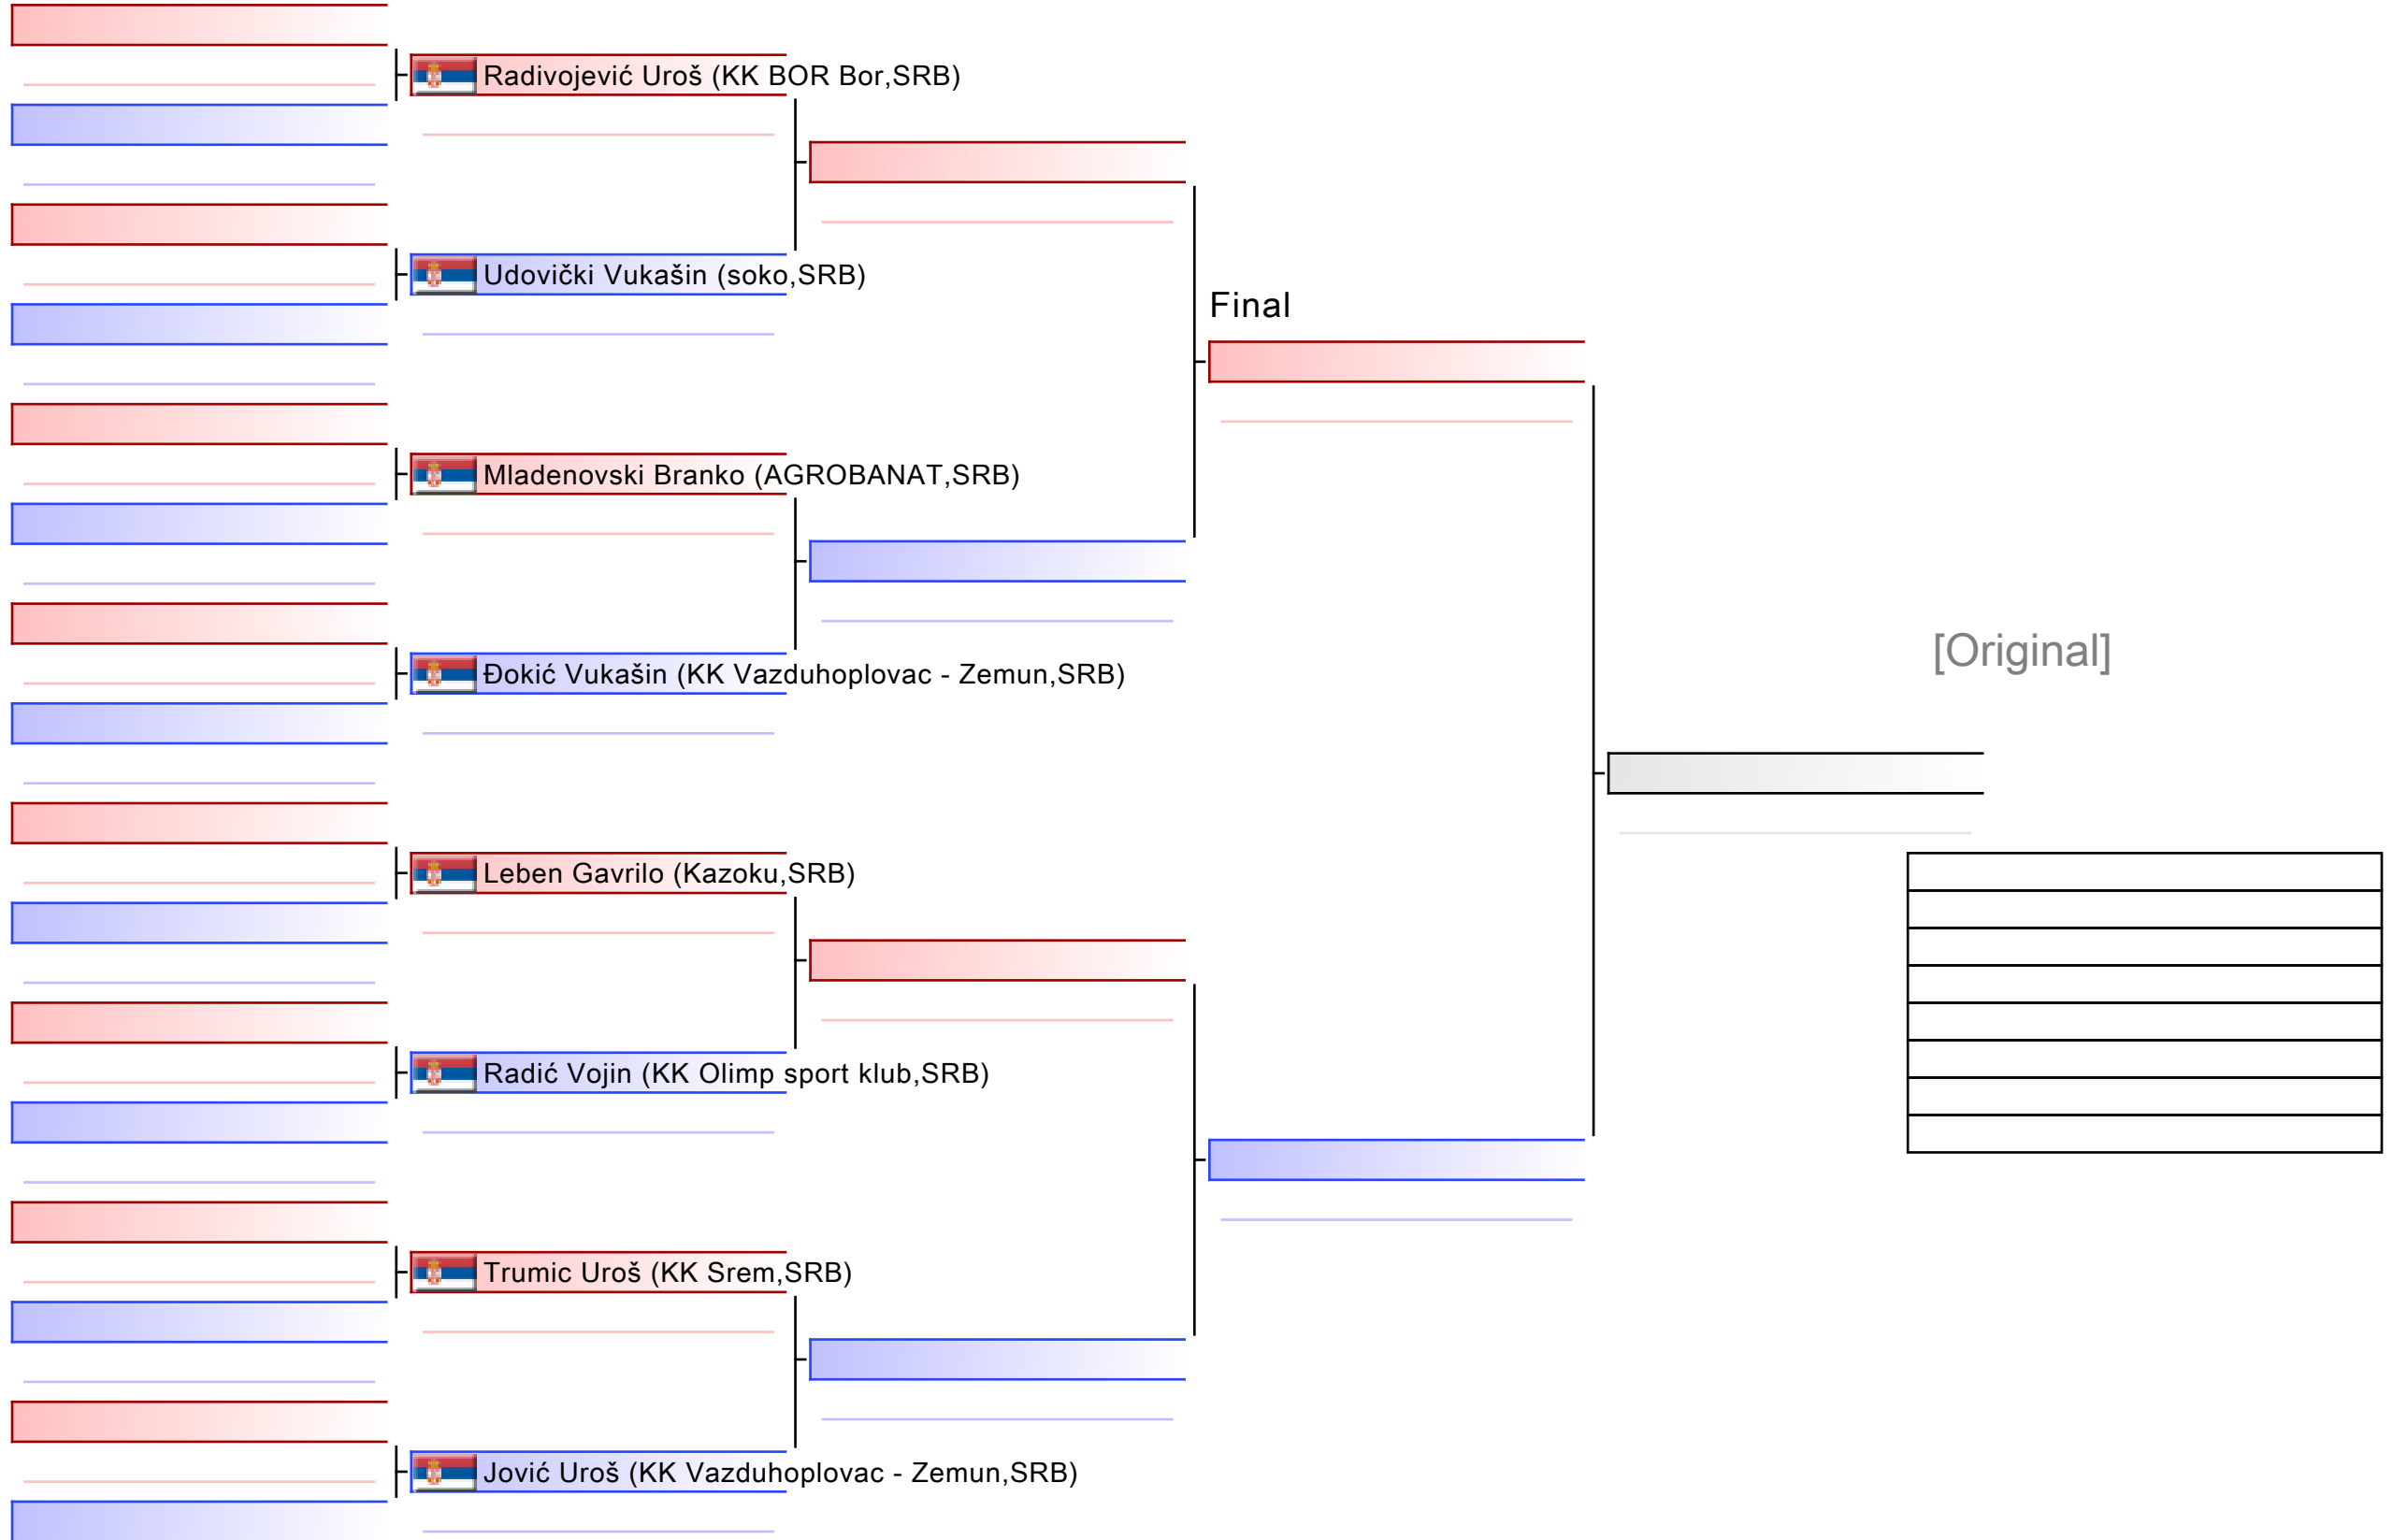 Radivojević Uroš (KK BOR Bor,SRB)
Udovički Vukašin (soko,SRB)
Final
Mladenovski Branko (AGROBANAT,SRB)
[Original]
Đokić Vukašin (KK Vazduhoplovac - Zemun,SRB)
Leben Gavrilo (Kazoku,SRB)
Radić Vojin (KK Olimp sport klub,SRB)
Trumic Uroš (KK Srem,SRB)
Jović Uroš (KK Vazduhoplovac - Zemun,SRB)